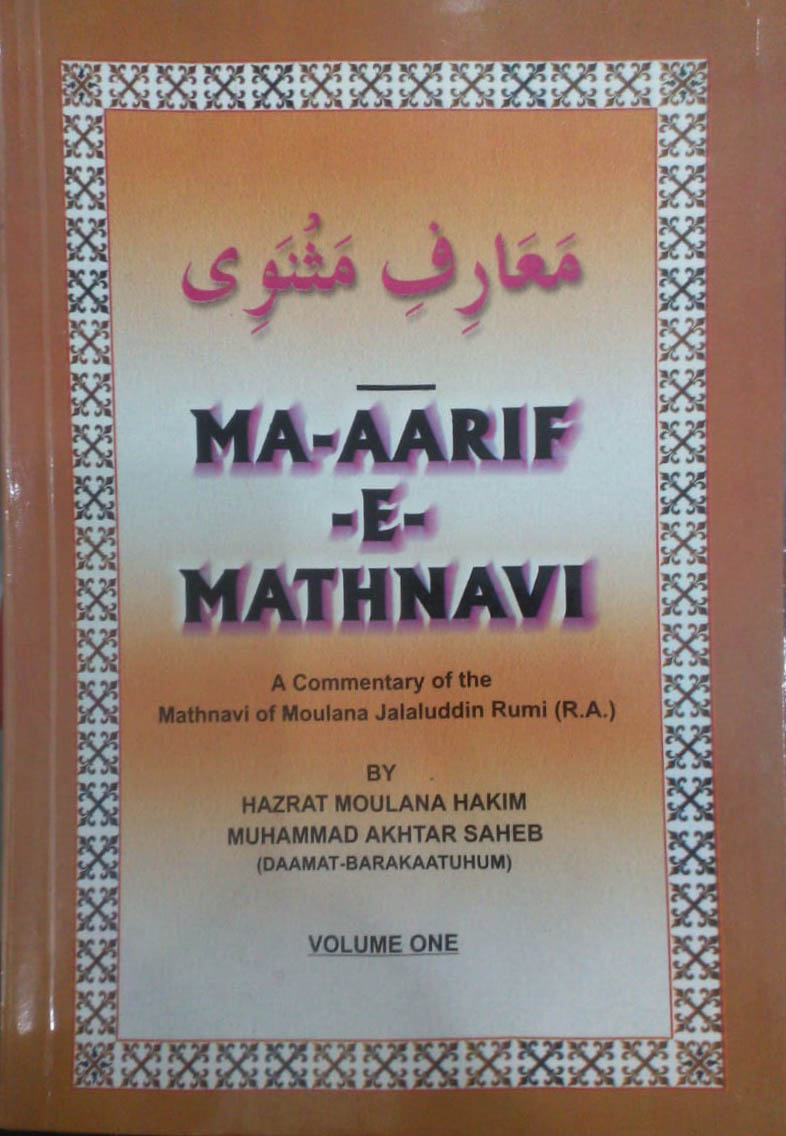 مَعَارِفِ مَثُنَوِی
MA-AARIF
-E-
MATHNAVI
A Commentary of the
Mathnavi of Moulana Jalaluddin Rumi (R.A.)
BY
HAZRAT MOULANA HAKIM
MUHAMMAD AKHTAR SAHEB
(DAAMAT-BARAKAATUHUM)
VOLUME ONE